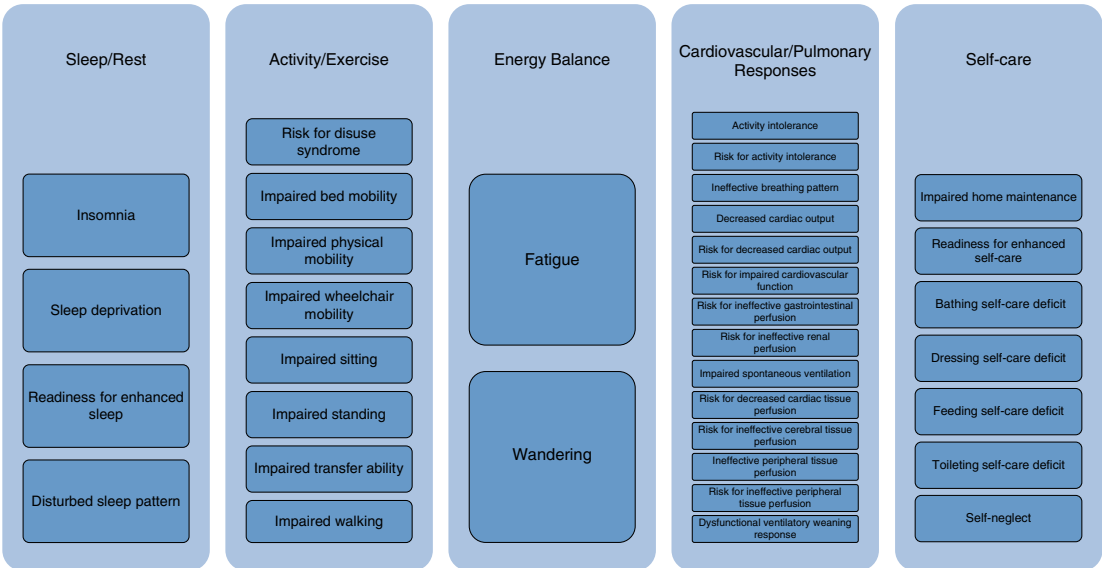 Sleep/Rest
Insomnia
Sleep deprivation
Readiness for enhanced
sleep
Disturbed sleep pattern
Activity/Exercise
Risk for disuse
syndrome
Impaired bed mobility
Impaired physical
mobility
Impaired wheelchair
mobility
Impaired sitting
Impaired standing
Impaired transfer ability
Impaired walking
Energy Balance
Fatigue
Wandering
Cardiovascular/Pulmonary
Responses
Activity intolerance
Risk for activity intolerance
Ineffective breathing pattern
Decreased cardiac output
Risk for decreased cardiac output
Risk for impaired cardiovascular
function
Risk for ineffective gastrointestinal
perfusion
Risk for ineffective renal
perfusion
Impaired spontaneous ventilation
Risk for decreased cardiac tissue
perfusion
Risk for ineffective cerebral tissue
perfusion
Ineffective peripheral tissue
perfusion
Risk for ineffective peripheral
tissue perfusion
Dysfunctional ventilatory weaning
response
Self-care
Impaired home maintenance
Readiness for enhanced
self-care
Bathing self-care deficit
Dressing self-care deficit
Feeding self-care deficit
Toileting self-care deficit
Self-neglect